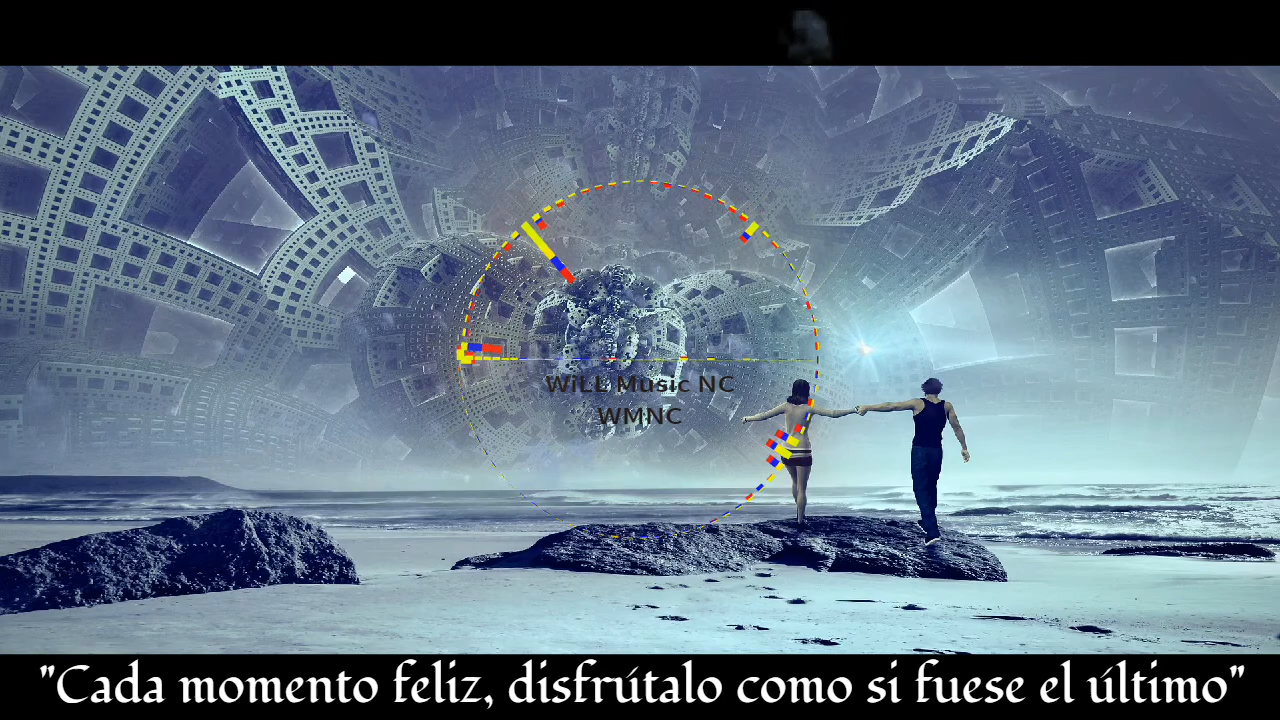 WiLL Music NC
WMNC
"Cada momento feliz, disfrútalo como si fuese el último"